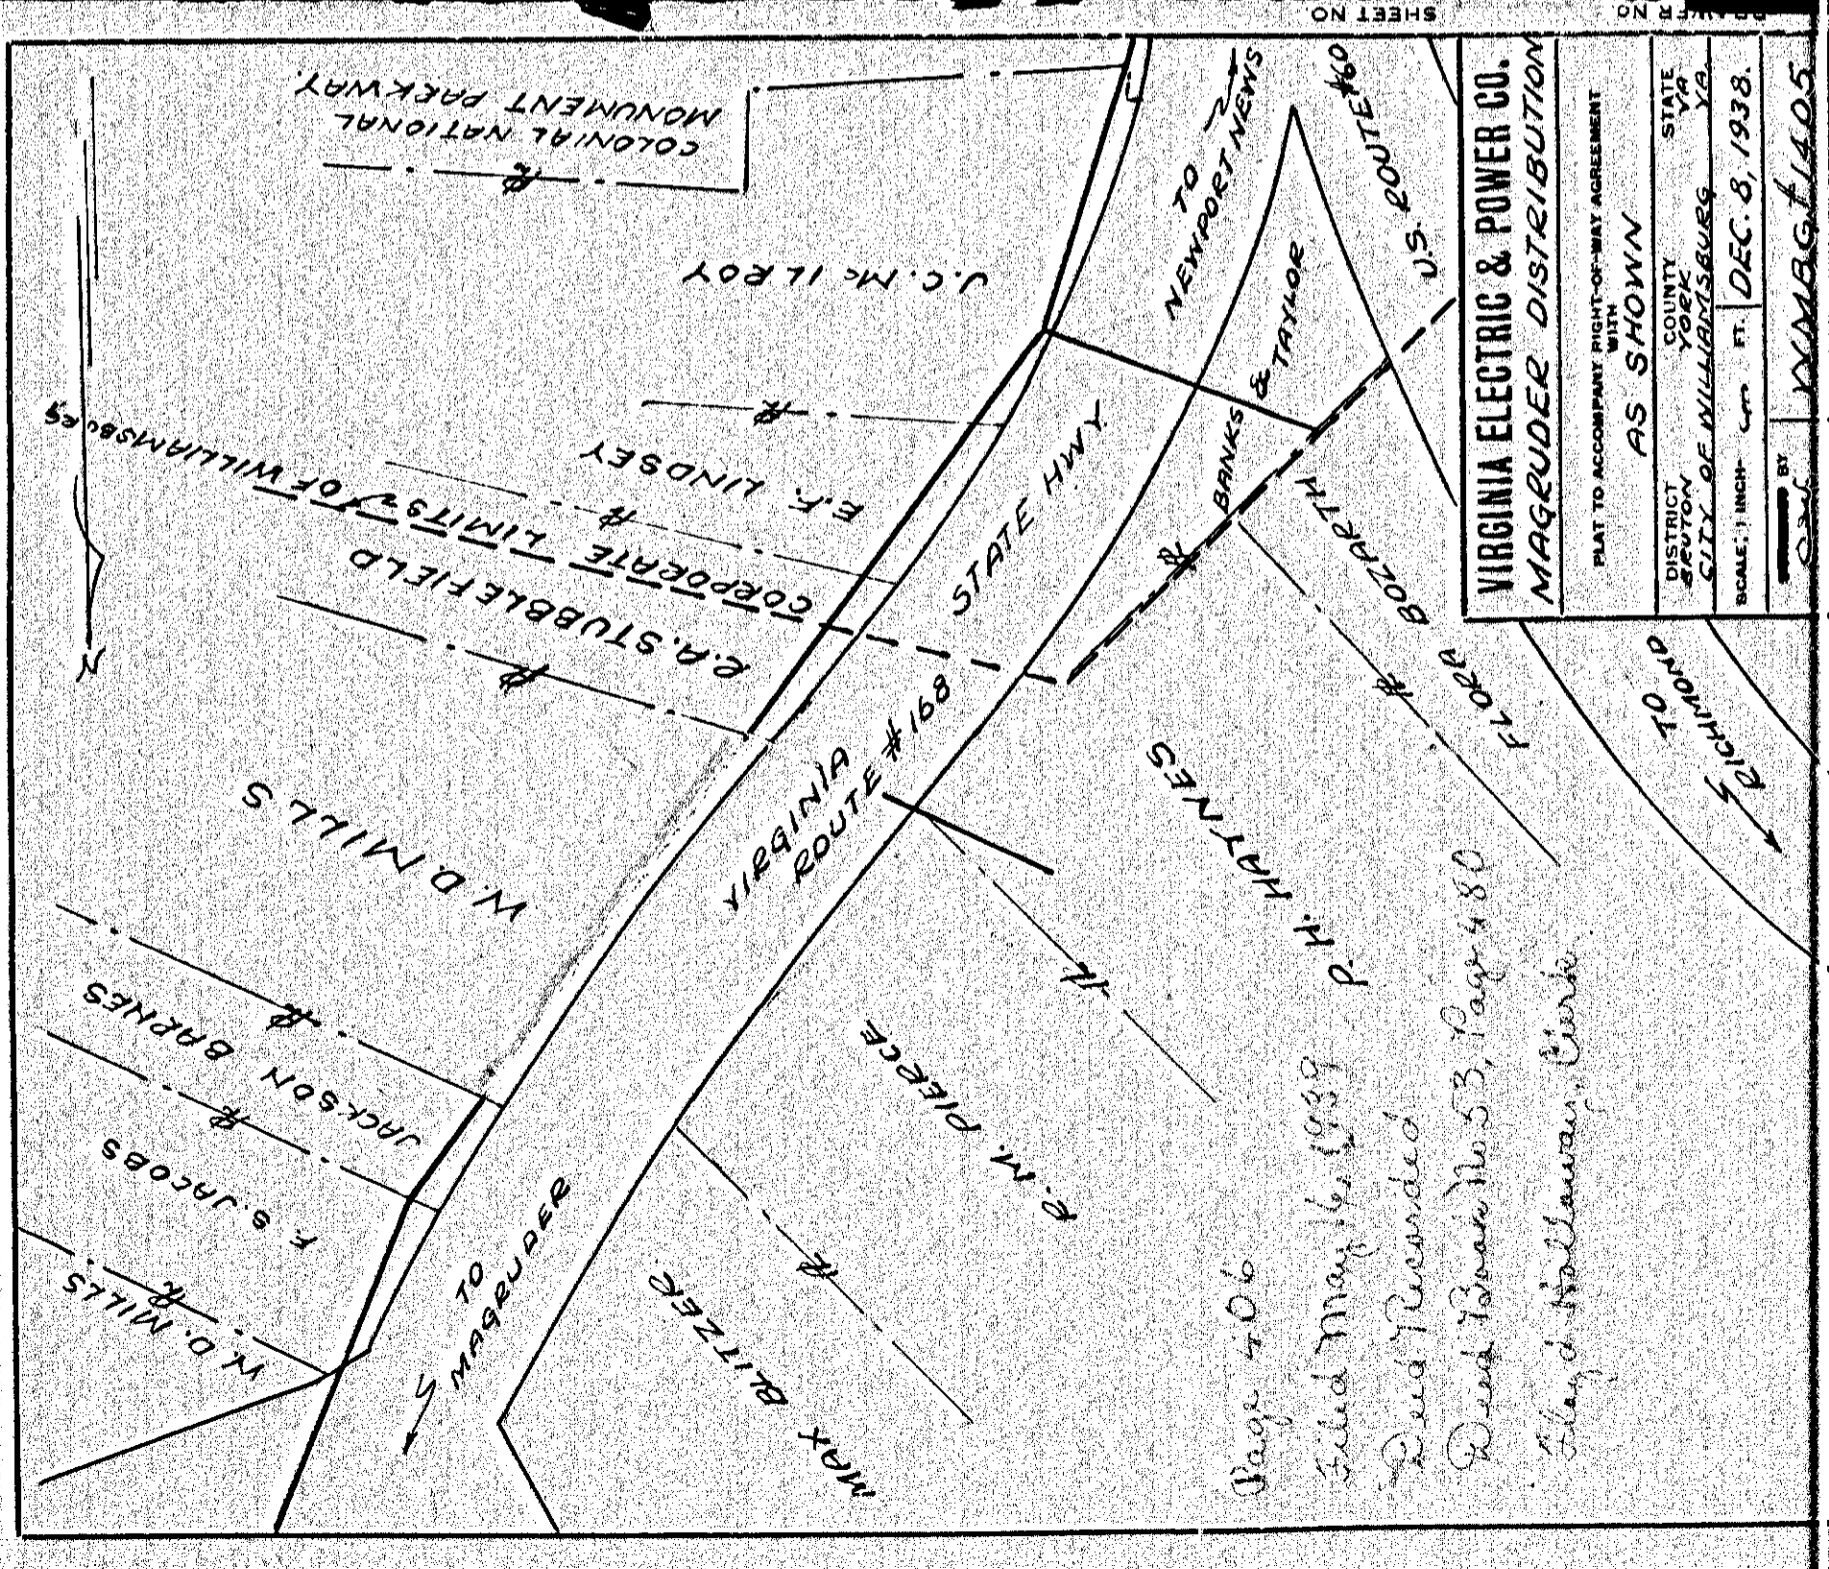 SHEET NO
COLONIAL NATIONAL
MONUMENT PARKWAY.
J.C. McILROY
E.F. LINDSEY
CORPORATE LIMITS OF WILLIAMSBURG
R.A. STUBBLEFIELD
W. D. MILLS
JACKSON BARNES
F. S. JACOBS
W. D. MILLS
N
TO
NEWPORT NEWS
U.S. ROUTE #60
BANKS & TAYLOR
STATE HWY.
VIRGINIA
ROUTE #168
FLORA BOZARTH
P. H. HAYNES
R. M. PIERCE
MAX BLITZER
TO
MAGRUDER
TO
RICHMOND
VIRGINIA ELECTRIC & POWER CO.
MAGRUDER DISTRIBUTION
PLAT TO ACCOMPANY RIGHT-OF-WAY AGREEMENT
WITH
AS SHOWN
DISTRICT COUNTY STATE
BRUTON YORK VA
CITY OF WILLIAMSBURG VA.
SCALE; 1 INCH FT. DEC. 8, 1938.
BY
WMBG# 1405
Page 406
Filed May 16, 1939
Deed Recorded
Deed Book No 53, Page 480
Clerk